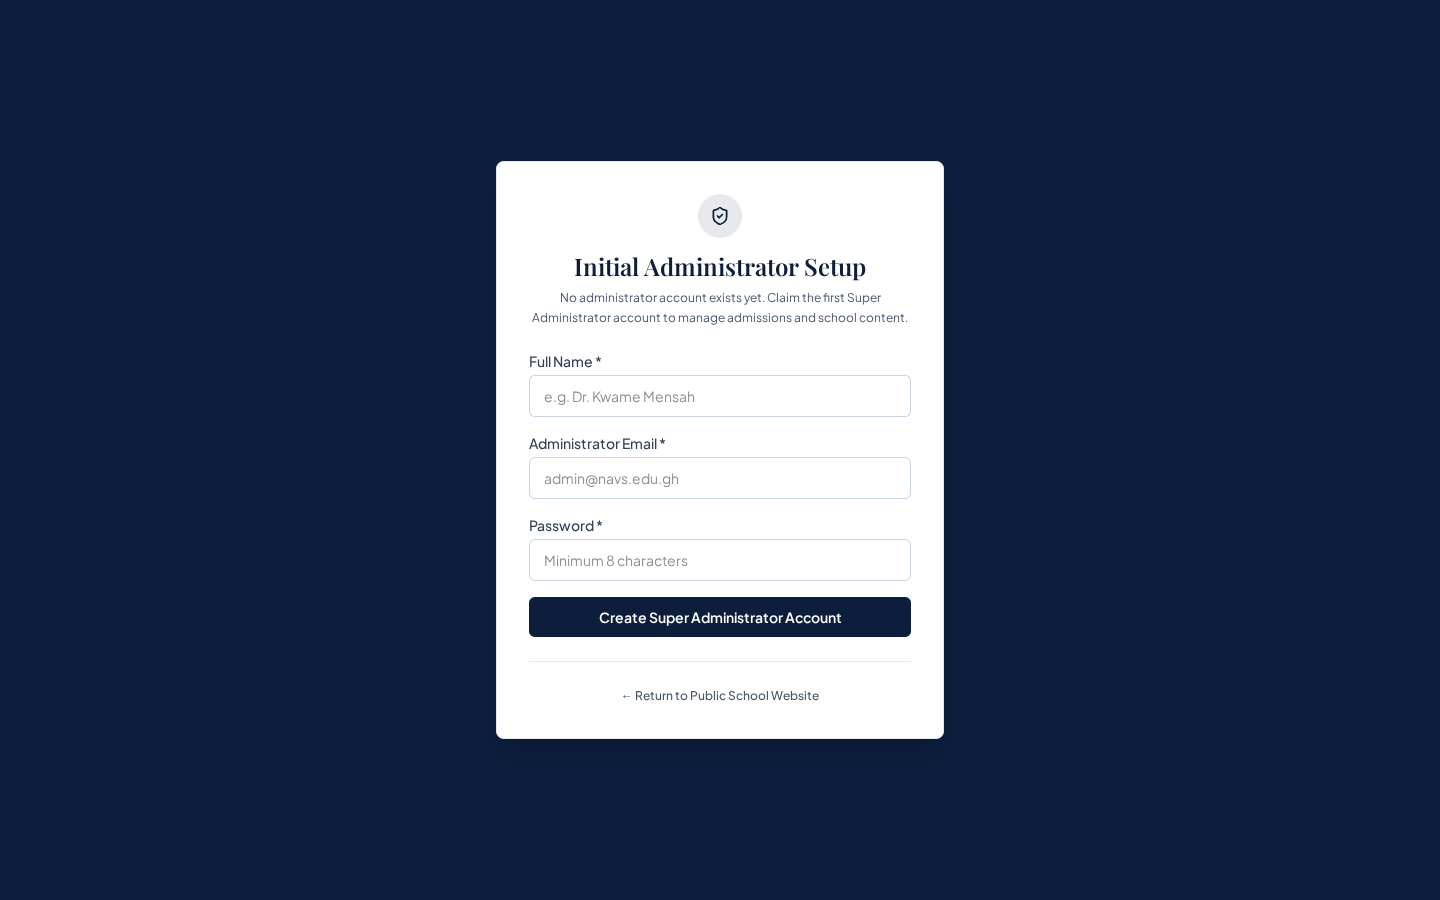 Initial Administrator Setup
No administrator account exists yet. Claim the first Super
Administrator account to manage admissions and school content.
Full Name *
e.g. Dr. Kwame Mensah
Administrator Email *
admin@navs.edu.gh
Password *
Minimum 8 characters
Create Super Administrator Account
← Return to Public School Website